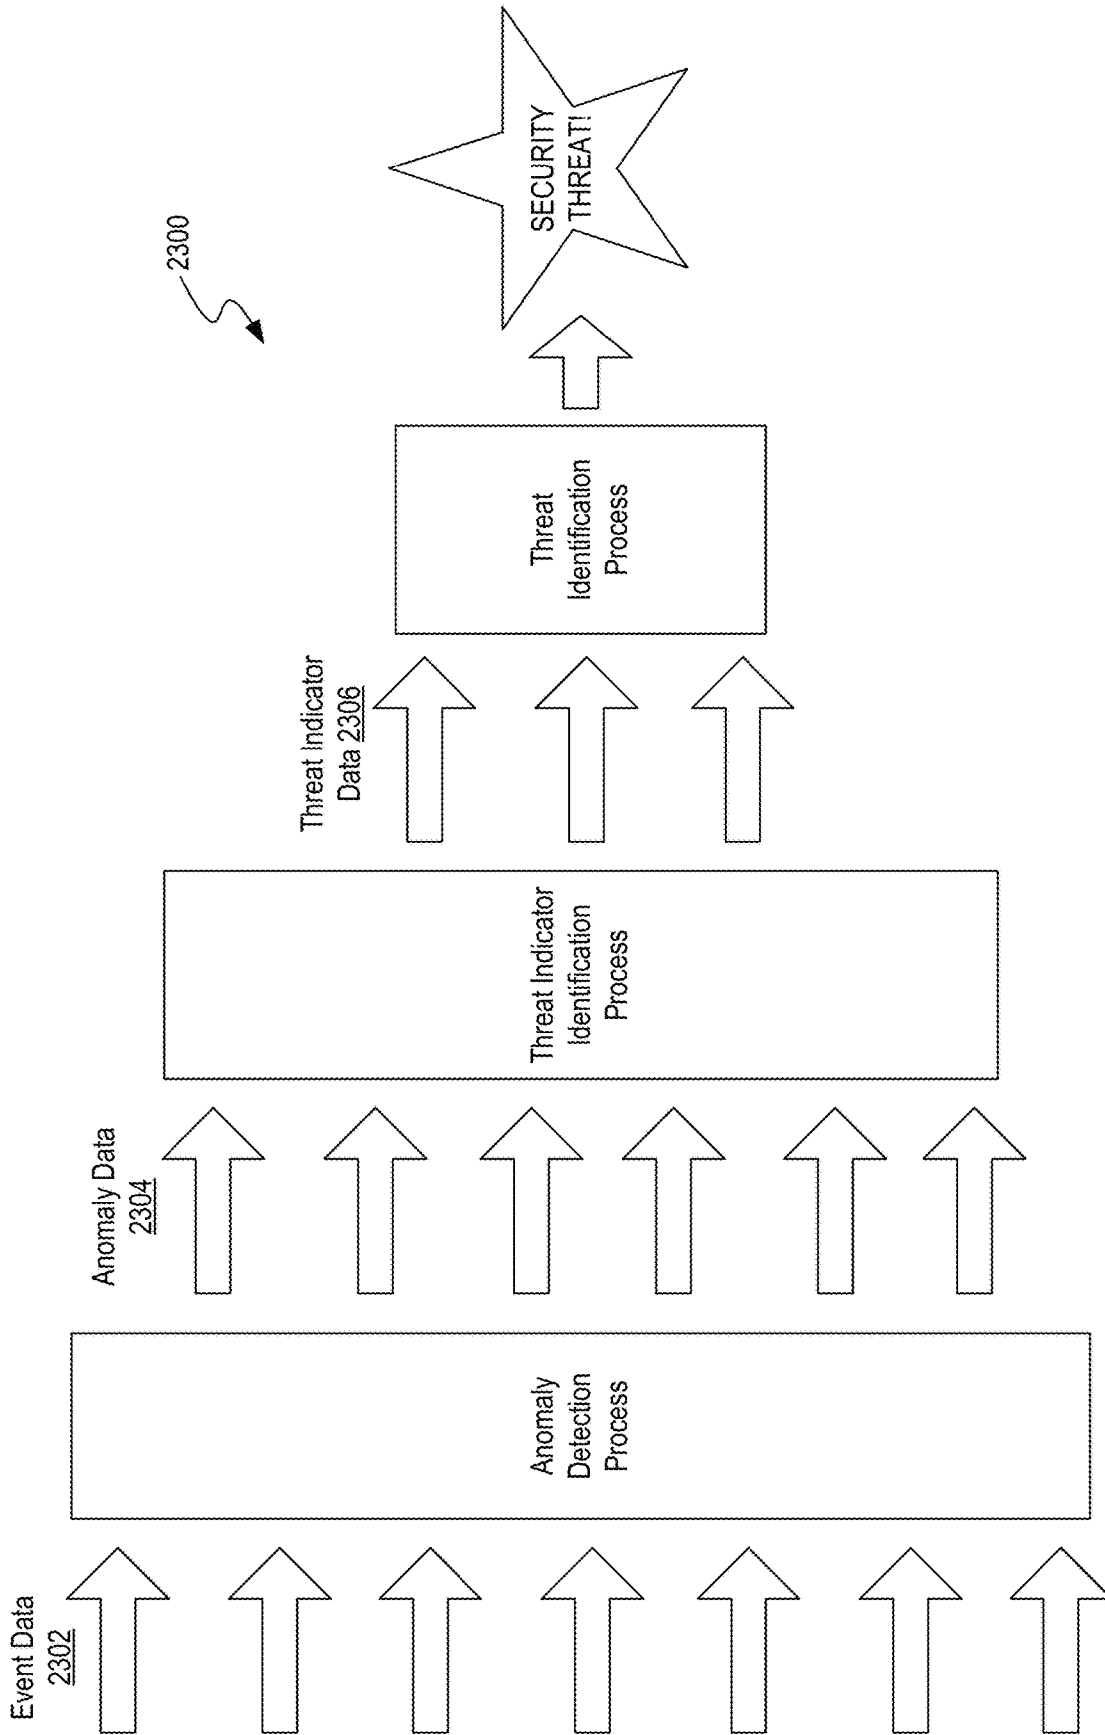 2300
Event Data
2302
Anomaly
Detection
Process
Anomaly Data
2304
Threat Indicator
Identification
Process
Threat Indicator
Data 2306
Threat
Identification
Process
SECURITY
THREAT!